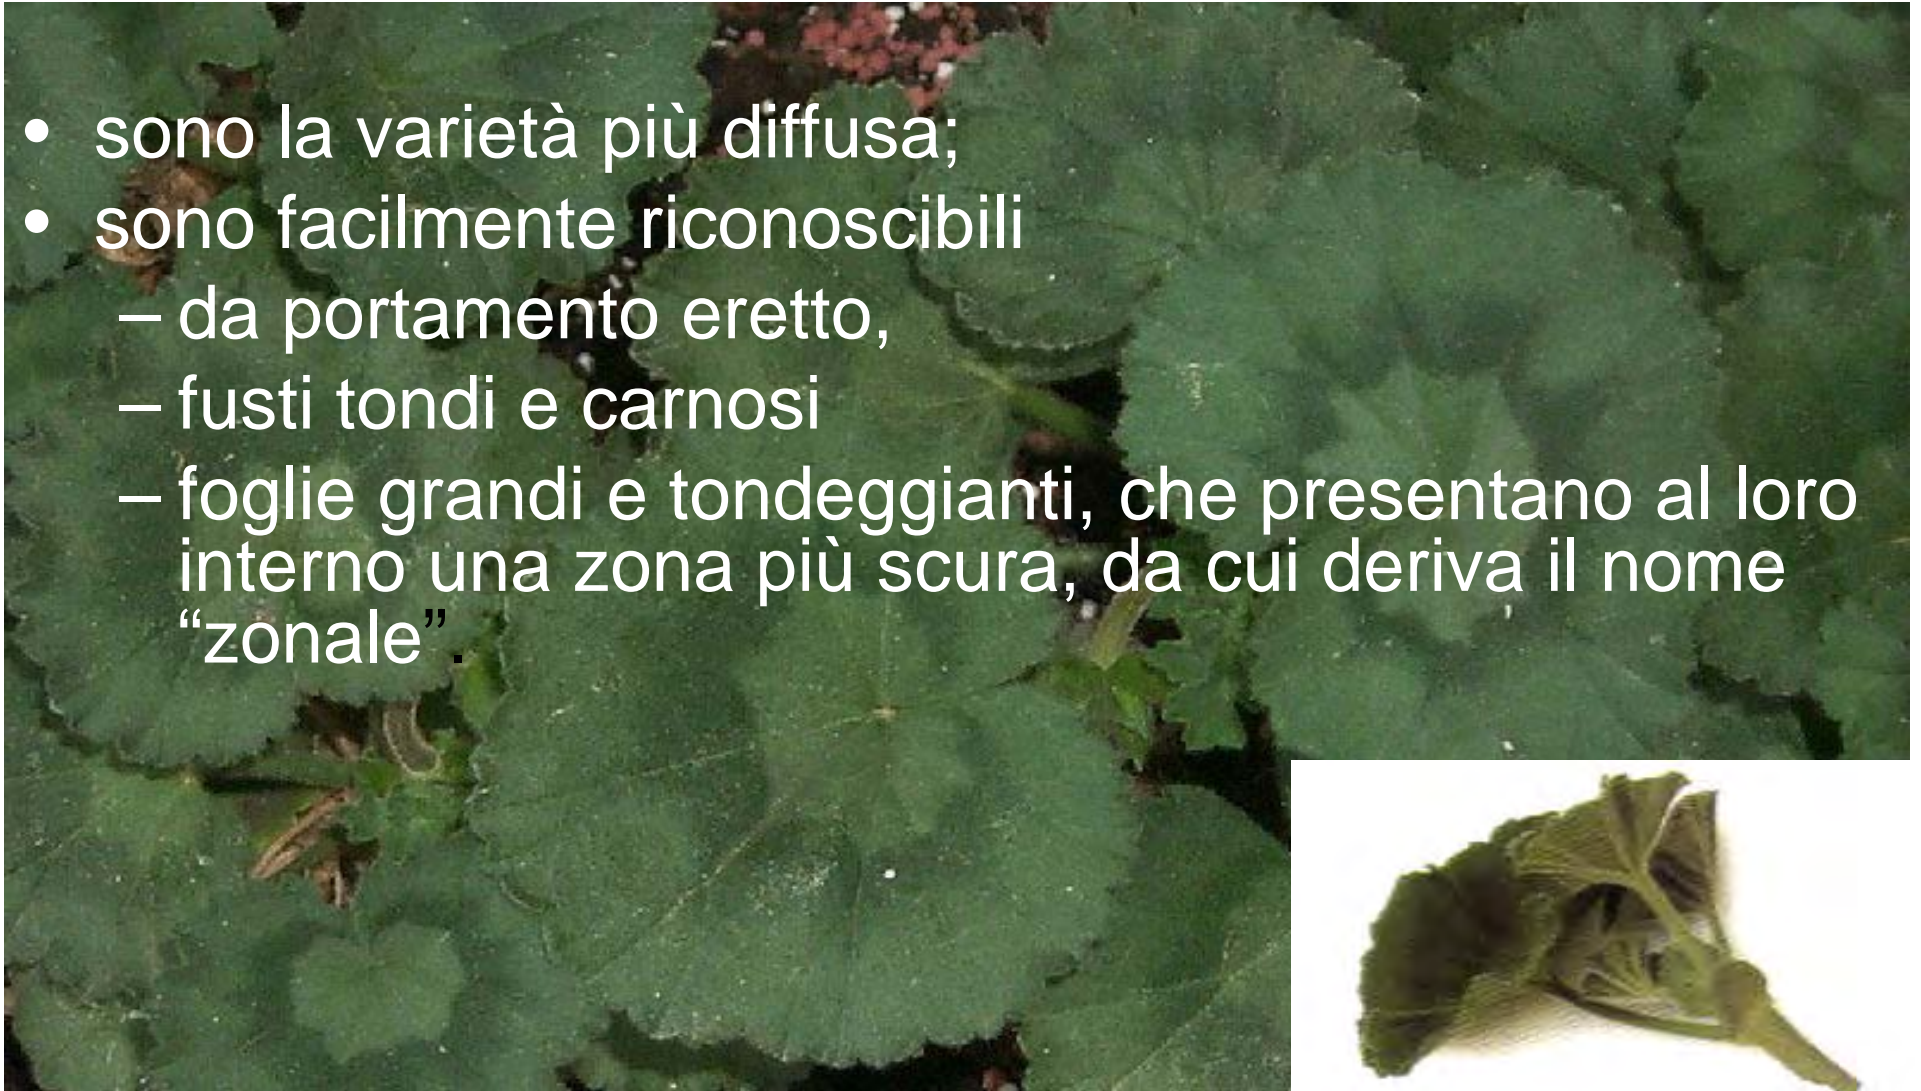 • sono la varietà più diffusa;
• sono facilmente riconoscibili
– da portamento eretto,
– fusti tondi e carnosi
– foglie grandi e tondeggianti, che presentano al loro
interno una zona più scura, da cui deriva il nome
“zonale”.